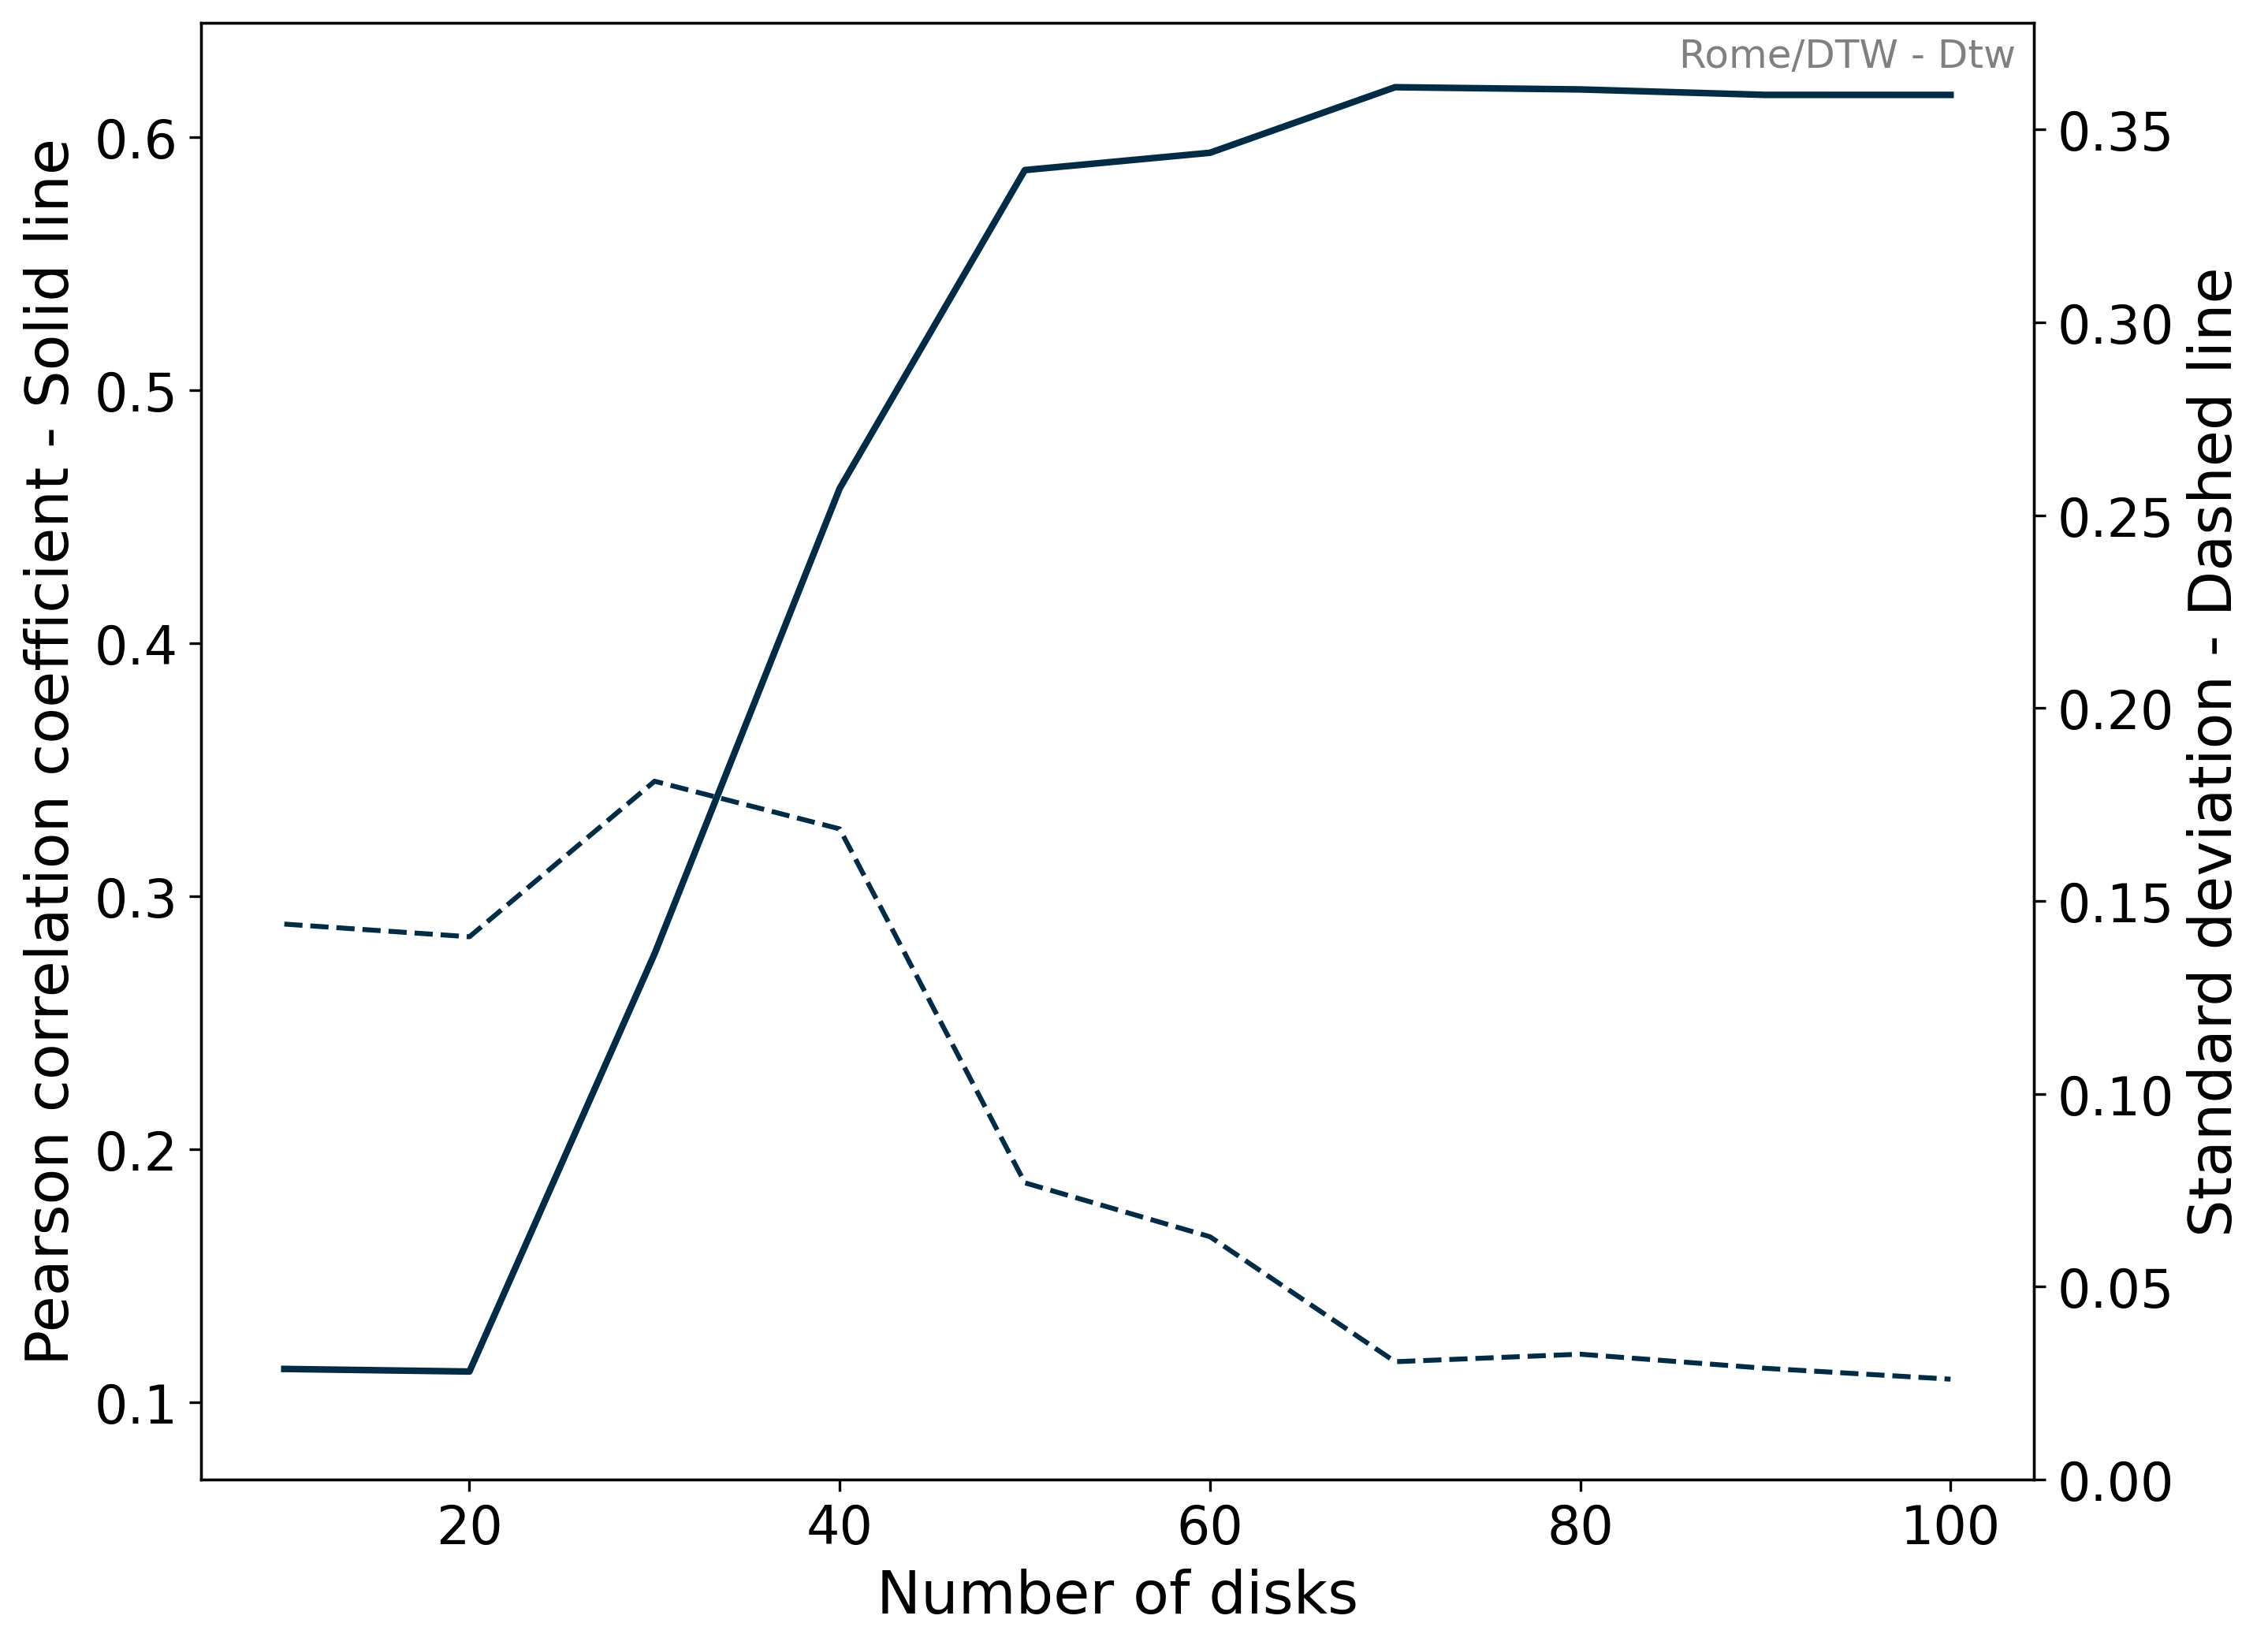 Rome/DTW - Dtw
Pearson correlation coefficient - Solid line
0.6
0.5
0.4
0.3
0.2
0.1
0.35
0.30
0.25
0.20
0.15
0.10
0.05
0.00
Standard deviation - Dashed line
20 40 60 80 100
Number of disks